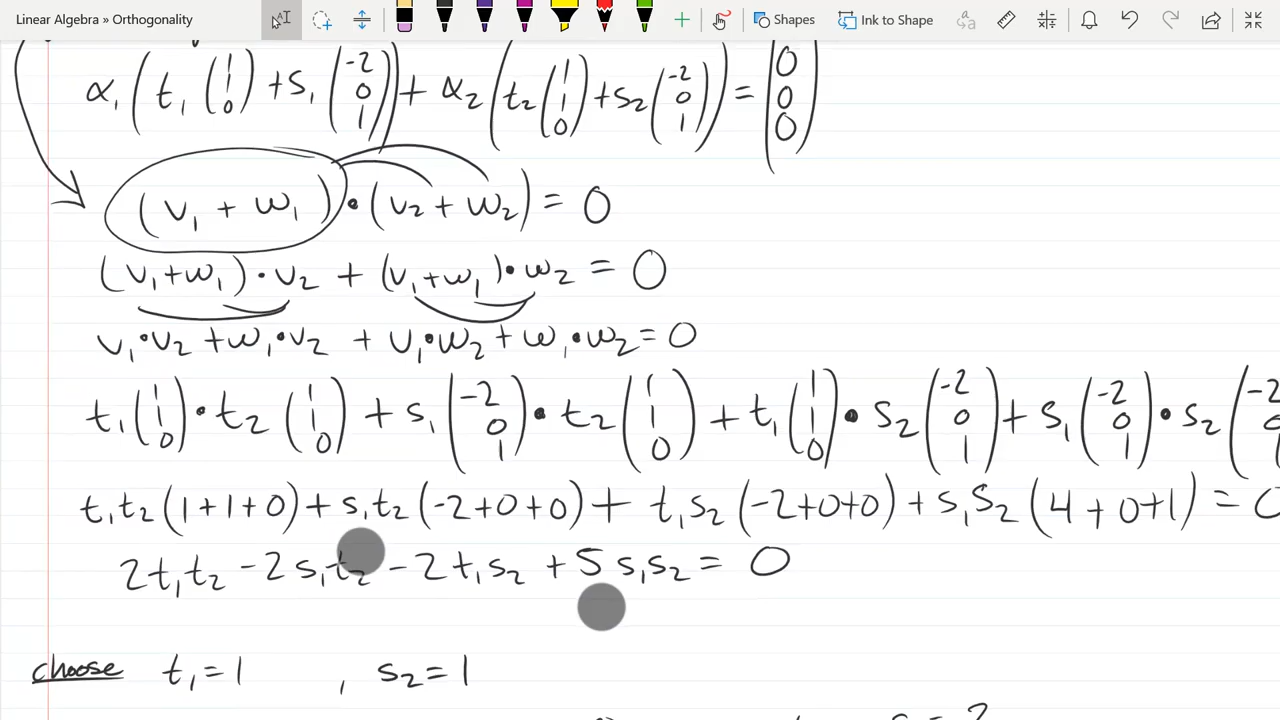 Linear Algebra » Orthogonality
Shapes
Ink to Shape
α₁(t₁(1 1 0) + s₁(-2 0 1)) + α₂(t₂(1 1 0) + s₂(-2 0 1)) = (0 0 0)
(v₁ + w₁) • (v₂ + w₂) = 0
(v₁ + w₁) • v₂ + (v₁ + w₁) • w₂ = 0
v₁ • v₂ + w₁ • v₂ + v₁ • w₂ + w₁ • w₂ = 0
t₁(1 1 0) • t₂(1 1 0) + s₁(-2 0 1) • t₂(1 1 0) + t₁(1 1 0) • s₂(-2 0 1) + s₁(-2 0 1) • s₂(-2 0 1
t₁t₂(1+1+0) + s₁t₂(-2+0+0) + t₁s₂(-2+0+0) + s₁s₂(4+0+1) = 0
2t₁t₂ - 2s₁t₂ - 2t₁s₂ + 5s₁s₂ = 0
choose t₁ = 1 , s₂ = 1